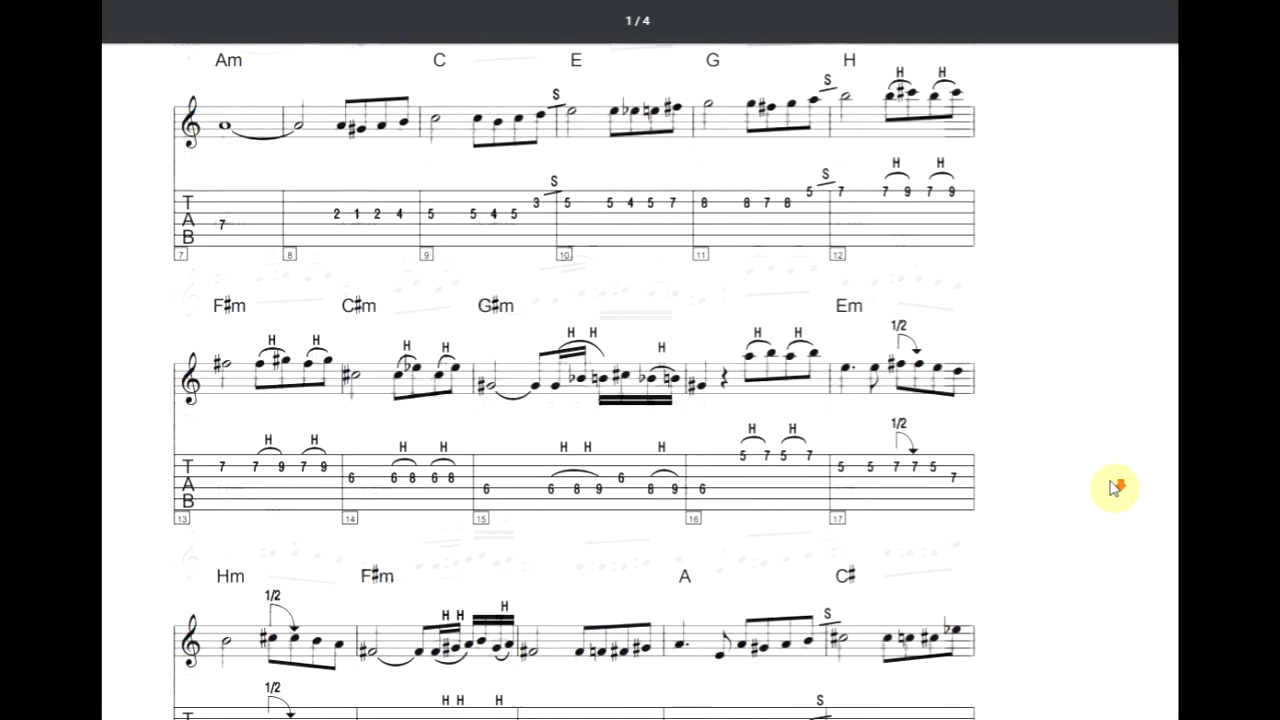 1 / 4
Am C E G H
S S H H
S S H H
T A B
5 7 7 9 7 9
3 5 5 4 5 7 8 8 7 8
2 1 2 4 5 5 4 5
7
7 8 9 10 11 12
F#m C#m G#m Em
H H H H H H H H H 1/2
H H H H H H H H H 1/2
T A B
5 7 5 7
7 7 9 7 9 5 5 7 7 5
6 6 8 6 8 6 7
6 6 8 9 8 9 6
13 14 15 16 17
Hm F#m A C#
1/2 H H H S
1/2 H H H S
T